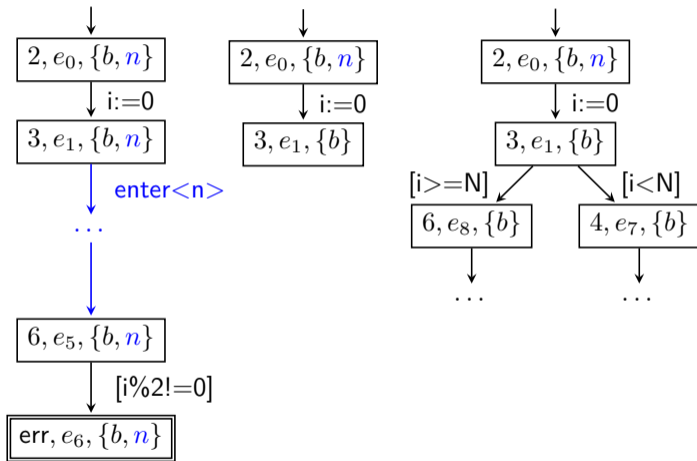 2, e₀, {b, n}
i:=0
3, e₁, {b, n}
enter<n>
...
6, e₅, {b, n}
[i%2!=0]
err, e₆, {b, n}
2, e₀, {b, n}
i:=0
3, e₁, {b}
2, e₀, {b, n}
i:=0
3, e₁, {b}
[i>=N]
[i<N]
6, e₈, {b}
4, e₇, {b}
...
...